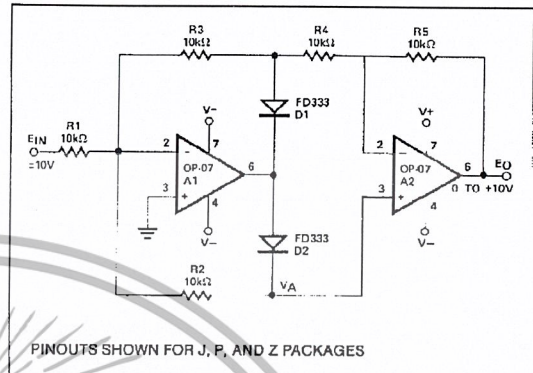 R3
10kΩ
R4
10kΩ
R5
10kΩ
FD333
D1
V-
V+
EIN
=10V
R1
10kΩ
2
7
OP-07
A1
6
3
4
V-
2
7
OP-07
A2
6
EO
0 TO +10V
3
4
V-
FD333
D2
R2
10kΩ
VA
PINOUTS SHOWN FOR J, P, AND Z PACKAGES